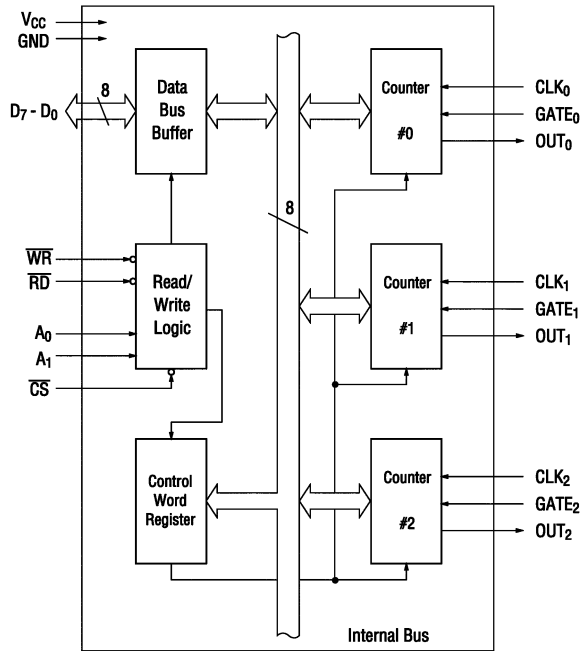 VCC
GND
D7 - D0
8
Data
Bus
Buffer
8
Counter
#0
CLK0
GATE0
OUT0
WR
RD
A0
A1
CS
Read/
Write
Logic
Counter
#1
CLK1
GATE1
OUT1
Control
Word
Register
Counter
#2
CLK2
GATE2
OUT2
Internal Bus